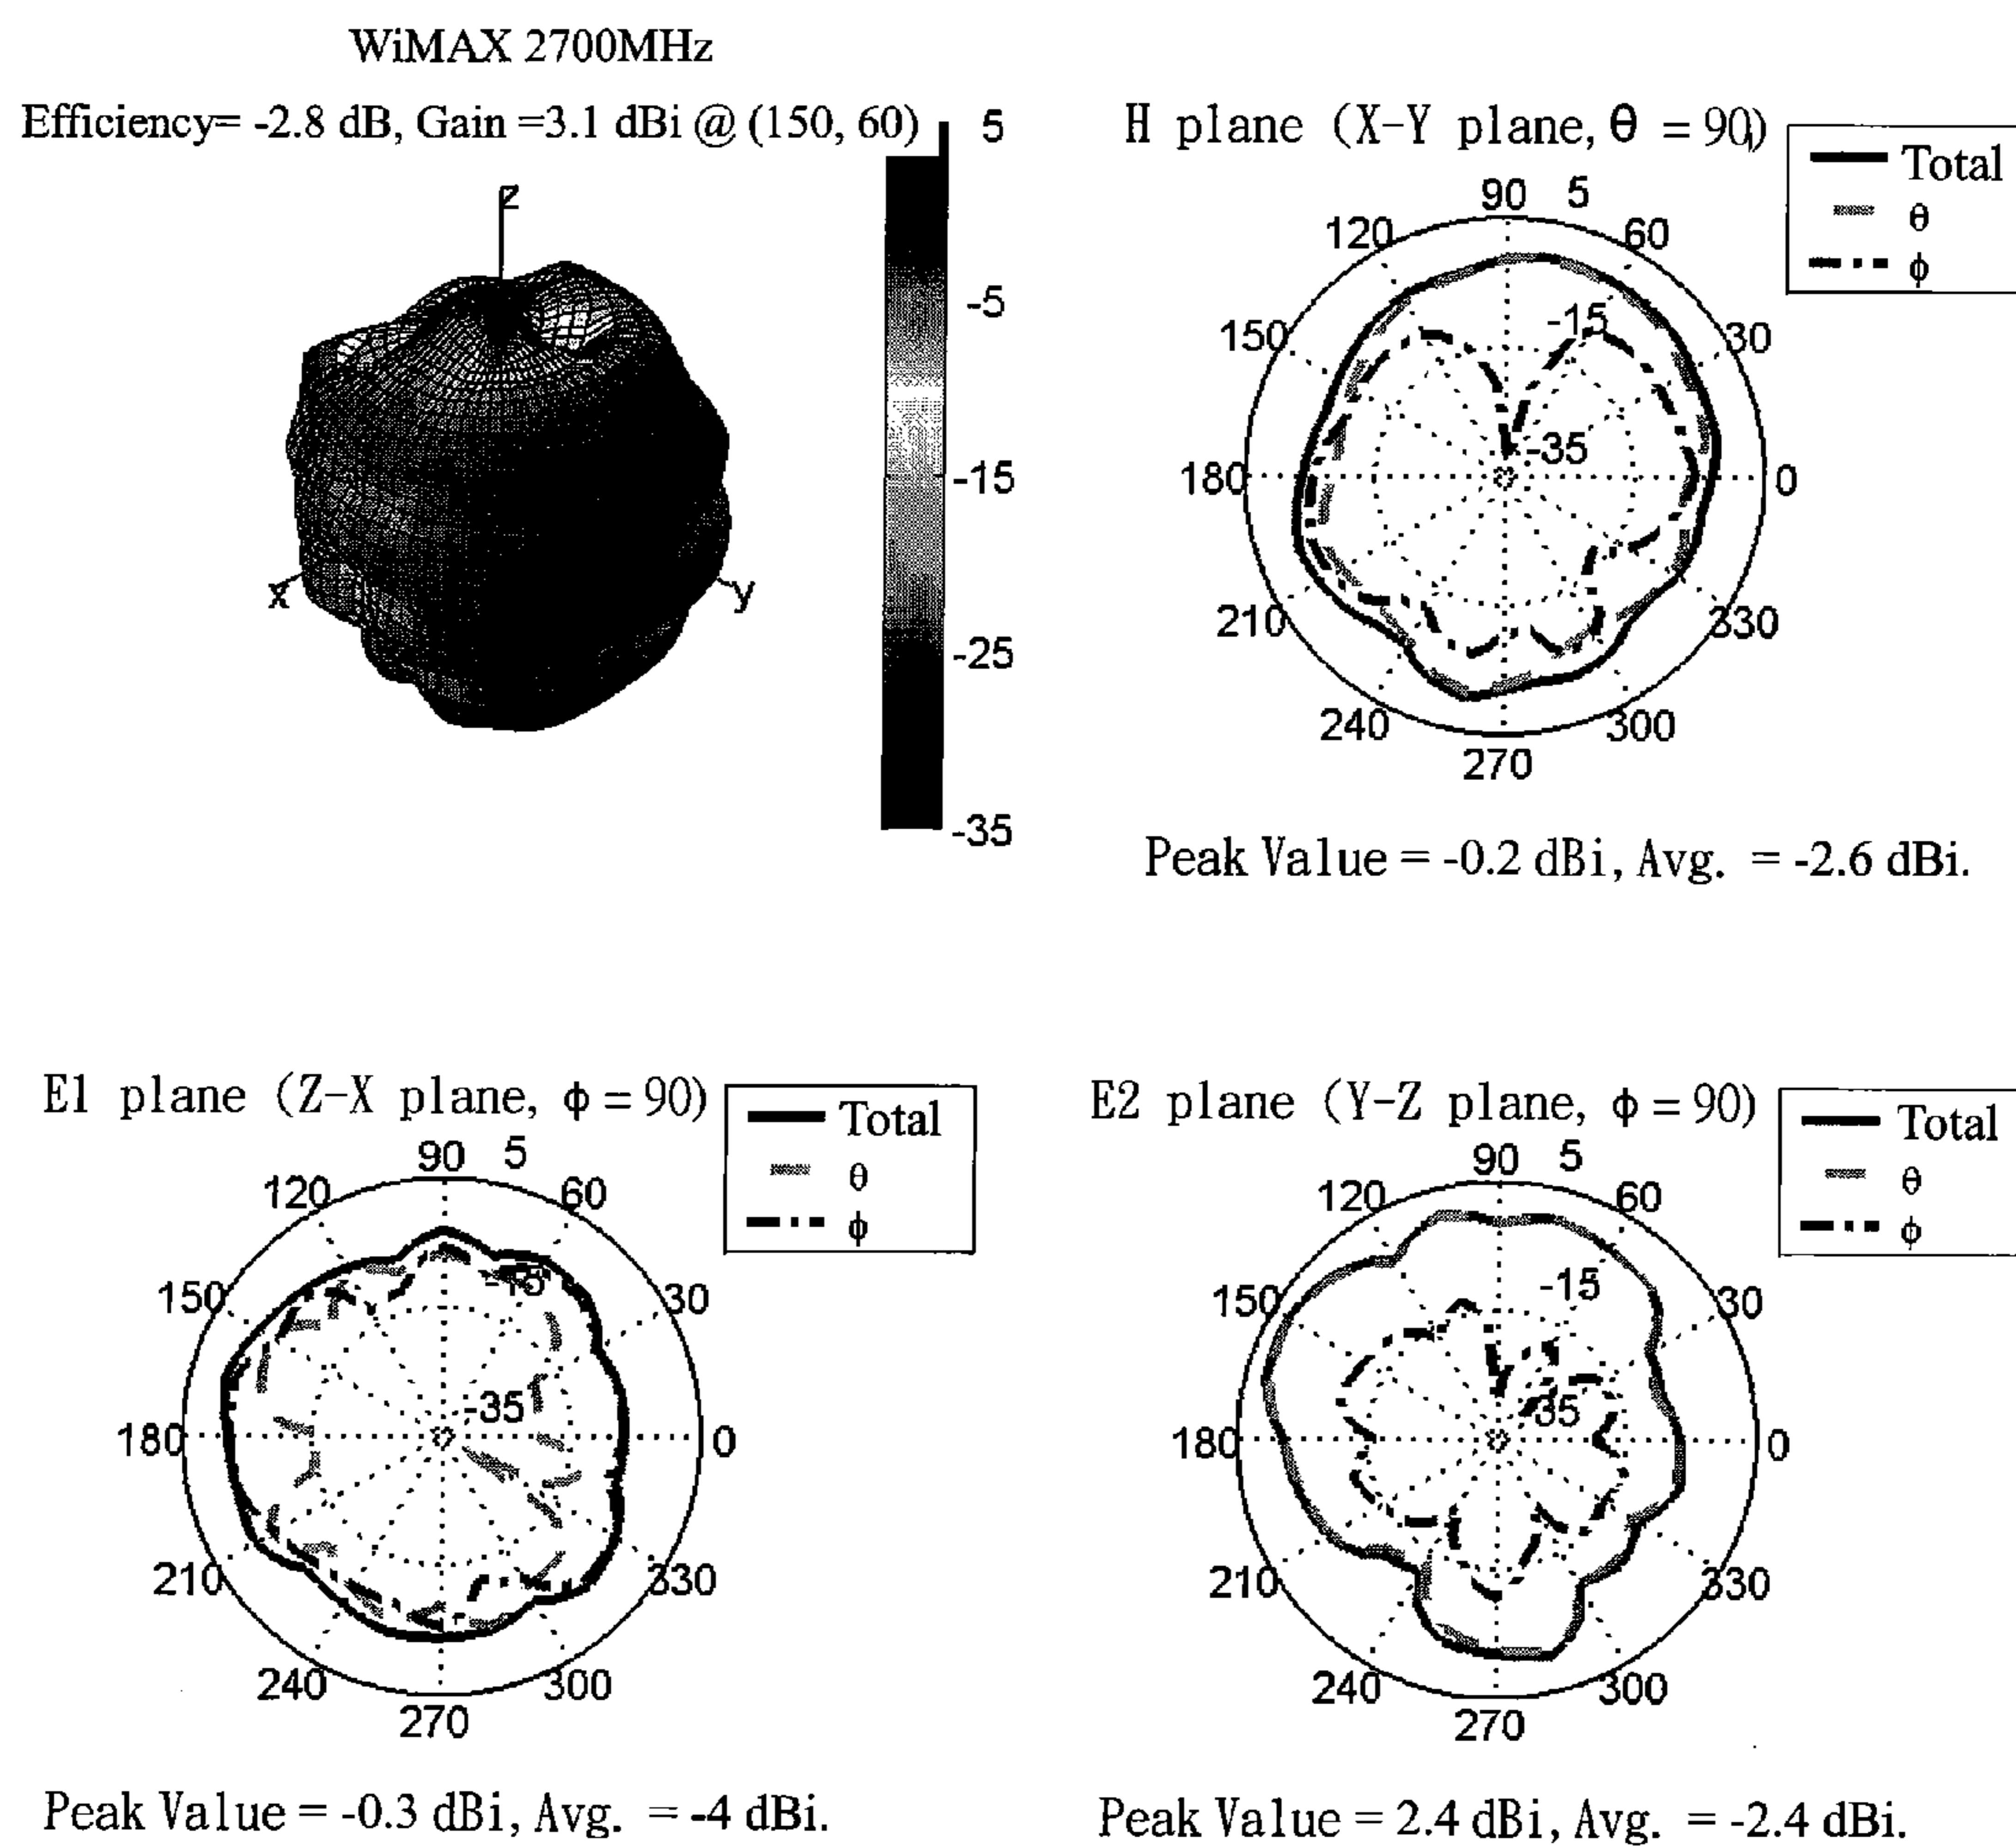 WiMAX 2700MHz
Efficiency= -2.8 dB, Gain =3.1 dBi @ (150, 60)
5
-5
-15
-25
-35
z
x
y
H plane (X-Y plane, θ = 90)
Total
θ
ϕ
90
5
120
60
150
-15
30
-35
180
0
210
330
240
300
270
Peak Value = -0.2 dBi, Avg. = -2.6 dBi.
E1 plane (Z-X plane, ϕ = 90)
Total
θ
ϕ
90
5
120
60
150
-15
30
-35
180
0
210
330
240
300
270
Peak Value = -0.3 dBi, Avg. = -4 dBi.
E2 plane (Y-Z plane, ϕ = 90)
Total
θ
ϕ
90
5
120
60
150
-15
30
-35
180
0
210
330
240
300
270
Peak Value = 2.4 dBi, Avg. = -2.4 dBi.